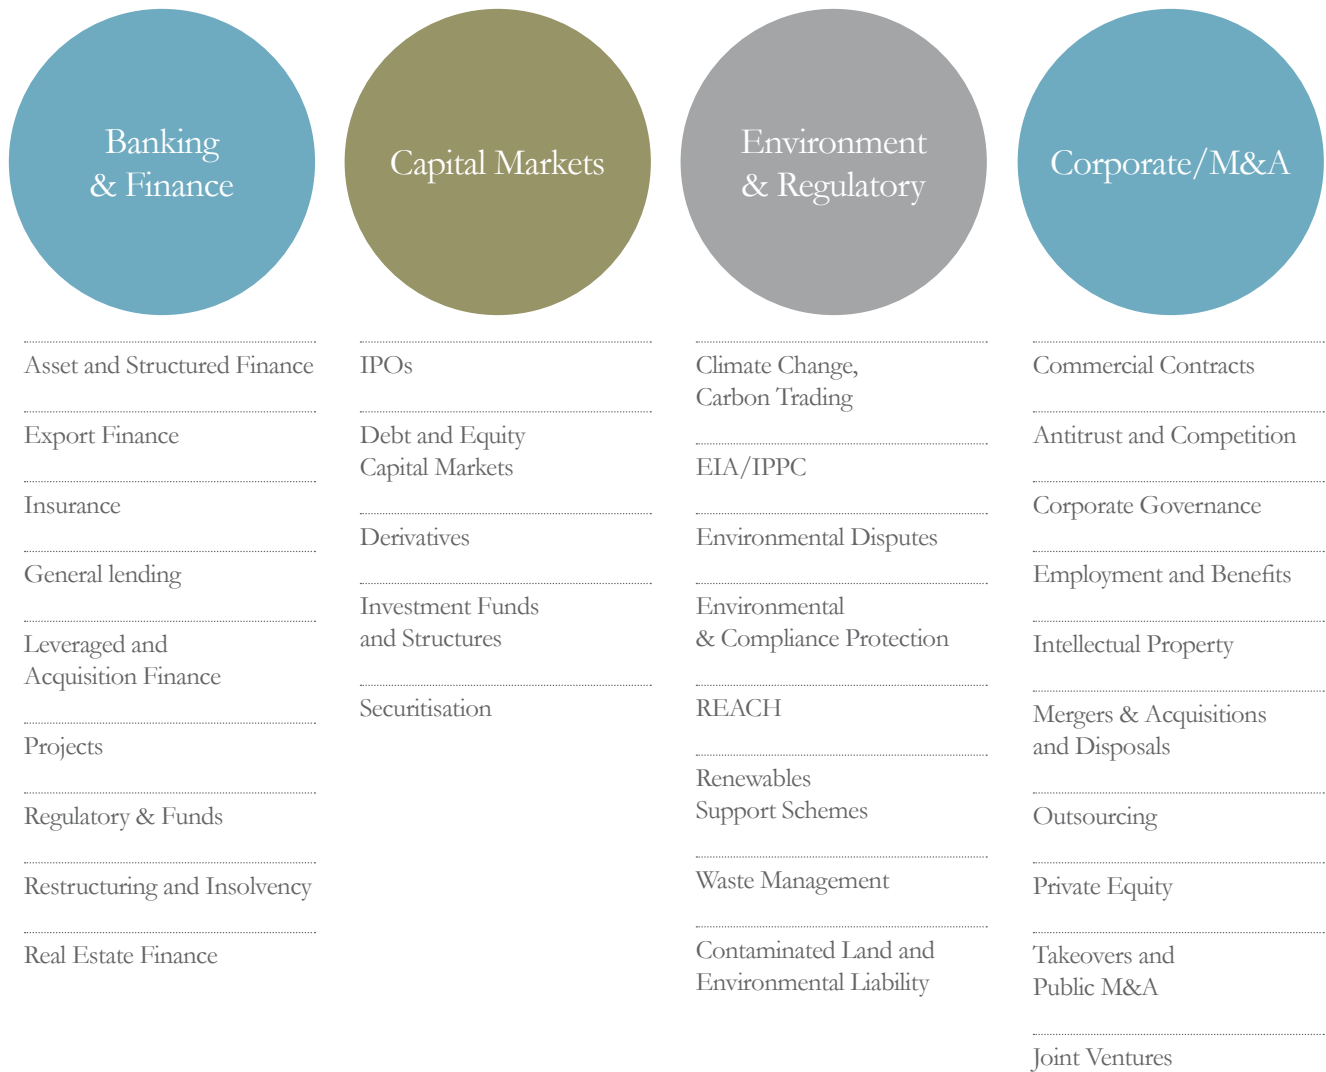 Banking
& Finance
Asset and Structured Finance
Export Finance
Insurance
General lending
Leveraged and
Acquisition Finance
Projects
Regulatory & Funds
Restructuring and Insolvency
Real Estate Finance
Capital Markets
IPOs
Debt and Equity
Capital Markets
Derivatives
Investment Funds
and Structures
Securitisation
Environment
& Regulatory
Climate Change,
Carbon Trading
EIA/IPPC
Environmental Disputes
Environmental
& Compliance Protection
REACH
Renewables
Support Schemes
Waste Management
Contaminated Land and
Environmental Liability
Corporate/M&A
Commercial Contracts
Antitrust and Competition
Corporate Governance
Employment and Benefits
Intellectual Property
Mergers & Acquisitions
and Disposals
Outsourcing
Private Equity
Takeovers and
Public M&A
Joint Ventures